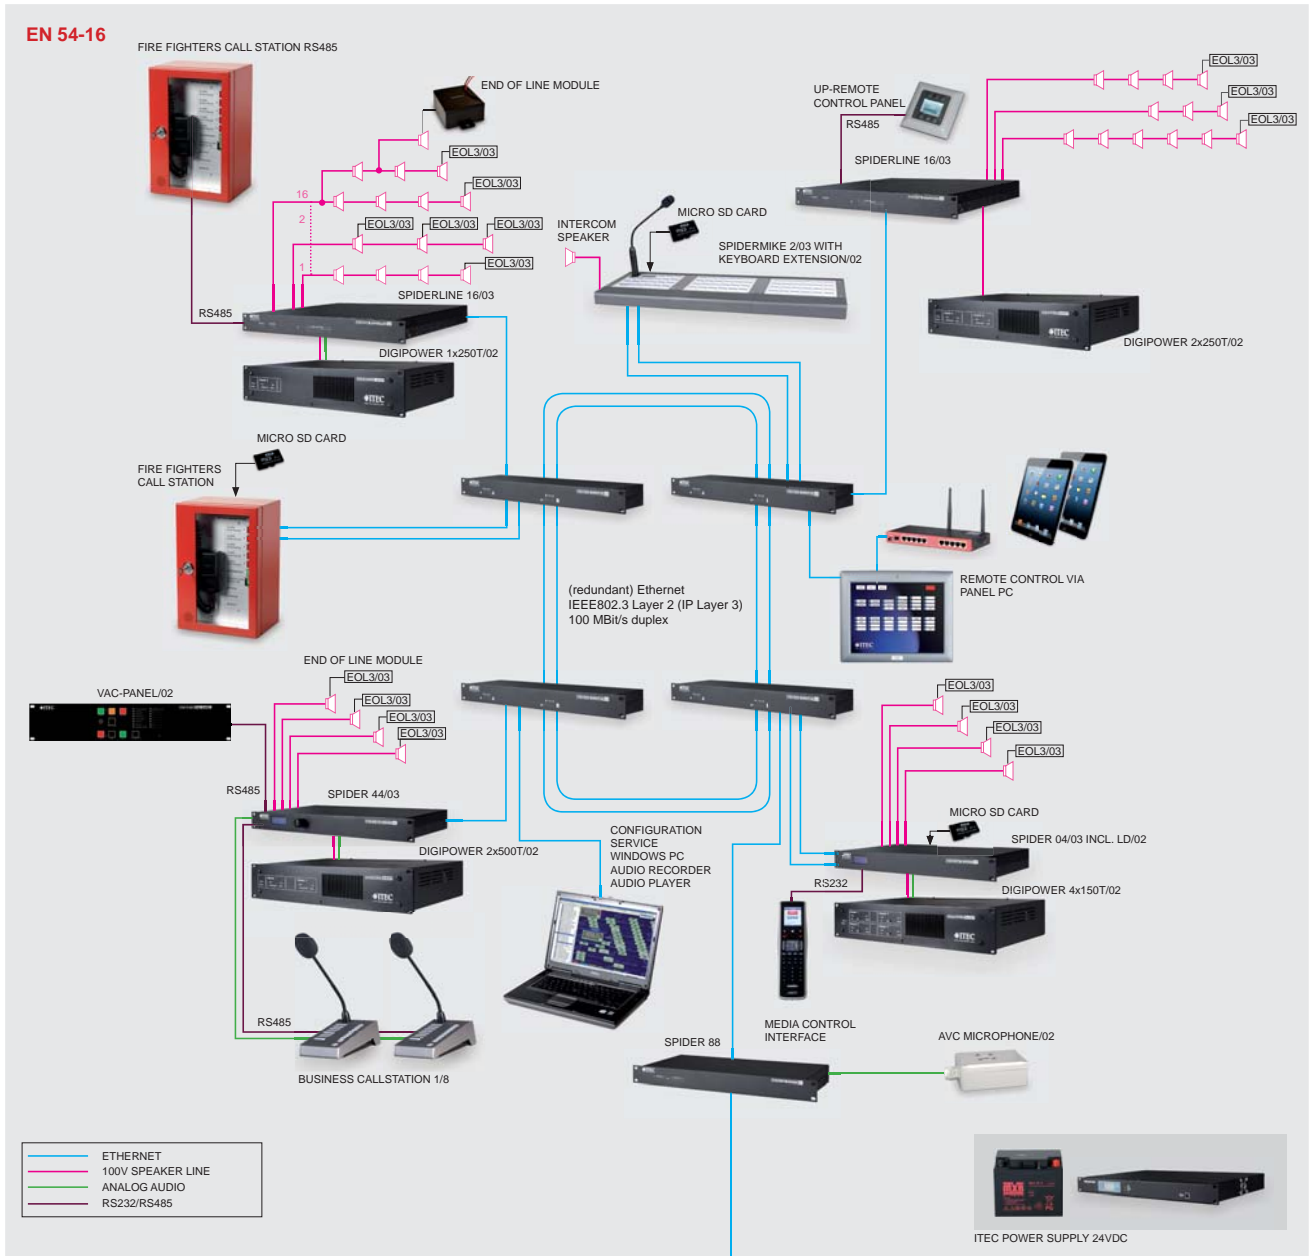 EN 54-16
FIRE FIGHTERS CALL STATION RS485
END OF LINE MODULE
EOL3/03
EOL3/03
16
2
EOL3/03
EOL3/03
EOL3/03
1
EOL3/03
RS485
SPIDERLINE 16/03
DIGIPOWER 1x250T/02
ITEC
UP-REMOTE
CONTROL PANEL
RS485
EOL3/03
EOL3/03
EOL3/03
SPIDERLINE 16/03
DIGIPOWER 2x250T/02
ITEC
INTERCOM
SPEAKER
MICRO SD CARD
SPIDERMIKE 2/03 WITH
KEYBOARD EXTENSION/02
MICRO SD CARD
FIRE FIGHTERS
CALL STATION
(redundant) Ethernet
IEEE802.3 Layer 2 (IP Layer 3)
100 MBit/s duplex
REMOTE CONTROL VIA
PANEL PC
ITEC
VAC-PANEL/02
ITEC
END OF LINE MODULE
EOL3/03
EOL3/03
EOL3/03
EOL3/03
RS485
SPIDER 44/03
DIGIPOWER 2x500T/02
ITEC
RS485
BUSINESS CALLSTATION 1/8
CONFIGURATION
SERVICE
WINDOWS PC
AUDIO RECORDER
AUDIO PLAYER
EOL3/03
EOL3/03
EOL3/03
EOL3/03
MICRO SD CARD
SPIDER 04/03 INCL. LD/02
RS232
DIGIPOWER 4x150T/02
ITEC
MEDIA CONTROL
INTERFACE
SPIDER 88
AVC MICROPHONE/02
ETHERNET
100V SPEAKER LINE
ANALOG AUDIO
RS232/RS485
ITEC POWER SUPPLY 24VDC